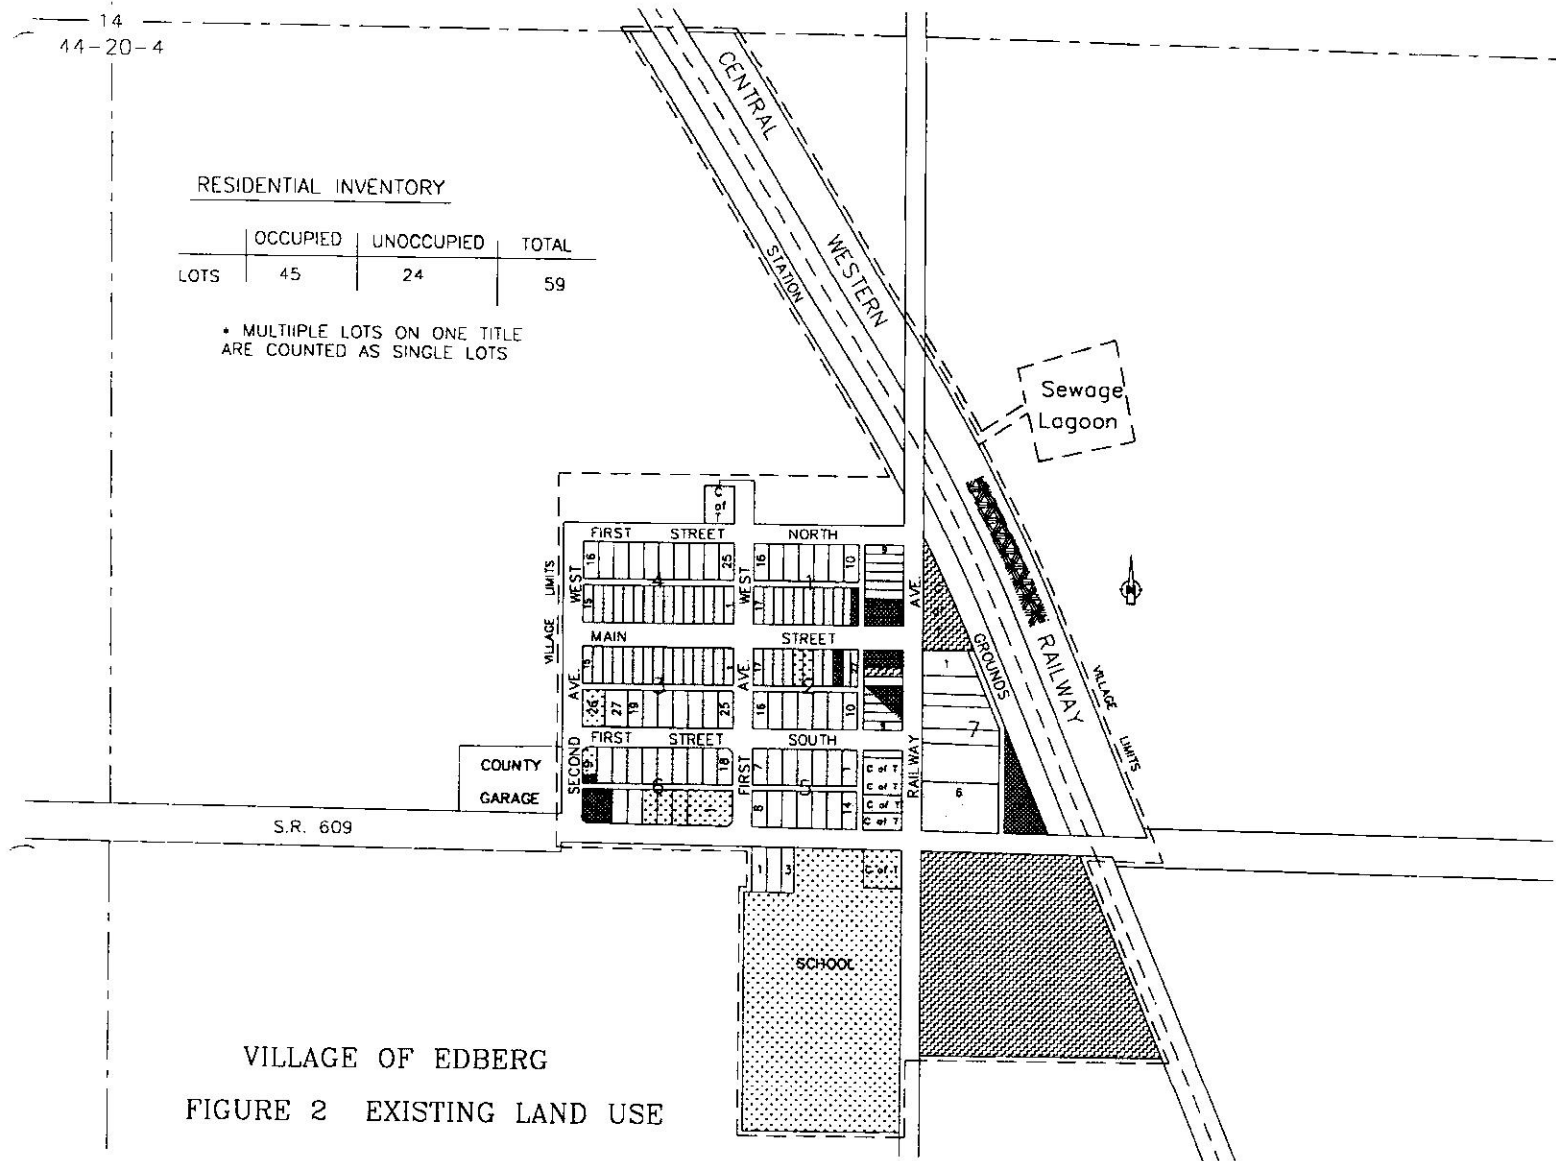 14
44-20-4
RESIDENTIAL INVENTORY
OCCUPIED UNOCCUPIED TOTAL
LOTS 45 24 59
• MULTIIPLE LOTS ON ONE TITLE
ARE COUNTED AS SINGLE LOTS
CENTRAL
WESTERN
RAILWAY
STATION
GROUNDS
Sewage
Lagoon
VILLAGE LIMITS
VILLAGE LIMITS
C of T
FIRST STREET NORTH
16 25 16 10 9
4 1
15 1 17
WEST
WEST
AVE.
MAIN STREET
15 1 17 27
3 2
26 27 19 25 16 10
AVE.
AVE.
1
7
6
FIRST STREET SOUTH
9 18 7 1
6 5
8 14
SECOND
FIRST
RAILWAY
C of T
C of T
C of T
C of T
COUNTY
GARAGE
S.R. 609
1 3
C of T
SCHOOL
VILLAGE OF EDBERG
FIGURE 2 EXISTING LAND USE